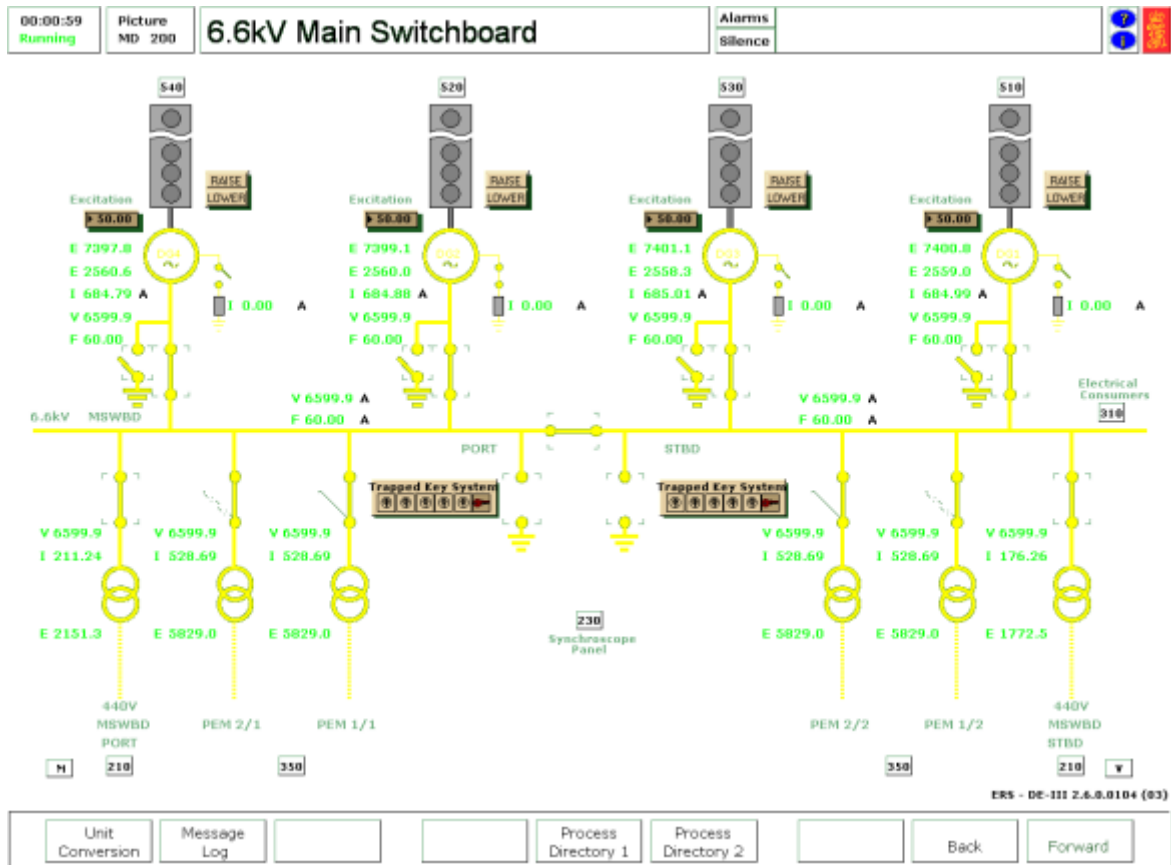 00:00:59
Running
Picture
MD 200
6.6kV Main Switchboard
Alarms
Silence
?
i
540
520
530
510
RAISE
LOWER
RAISE
LOWER
RAISE
LOWER
RAISE
LOWER
Excitation
50.00
Excitation
50.00
Excitation
50.00
Excitation
50.00
E 7397.8
E 2560.6
I 684.79 A
V 6599.9
F 60.00
DG4
I 0.00 A
E 7399.1
E 2560.0
I 684.88 A
V 6599.9
F 60.00
DG2
I 0.00 A
E 7401.1
E 2558.3
I 685.01 A
V 6599.9
F 60.00
DG3
I 0.00 A
E 7400.8
E 2559.0
I 684.99 A
V 6599.9
F 60.00
DG1
I 0.00 A
V 6599.9 A
F 60.00 A
V 6599.9 A
F 60.00 A
Electrical
Consumers
310
6.6kV MSWBD
PORT
STBD
Trapped Key System
Trapped Key System
V 6599.9
I 211.24
V 6599.9
I 528.69
V 6599.9
I 528.69
V 6599.9
I 528.69
V 6599.9
I 528.69
V 6599.9
I 176.26
E 2151.3
E 5829.0
E 5829.0
E 5829.0
E 5829.0
E 1772.5
230
Synchroscope
Panel
440V
MSWBD
PORT
PEM 2/1
PEM 1/1
PEM 2/2
PEM 1/2
440V
MSWBD
STBD
M
210
350
350
210
V
ERS - DE-III 2.6.0.0104 (03)
Unit
Conversion
Message
Log
Process
Directory 1
Process
Directory 2
Back
Forward